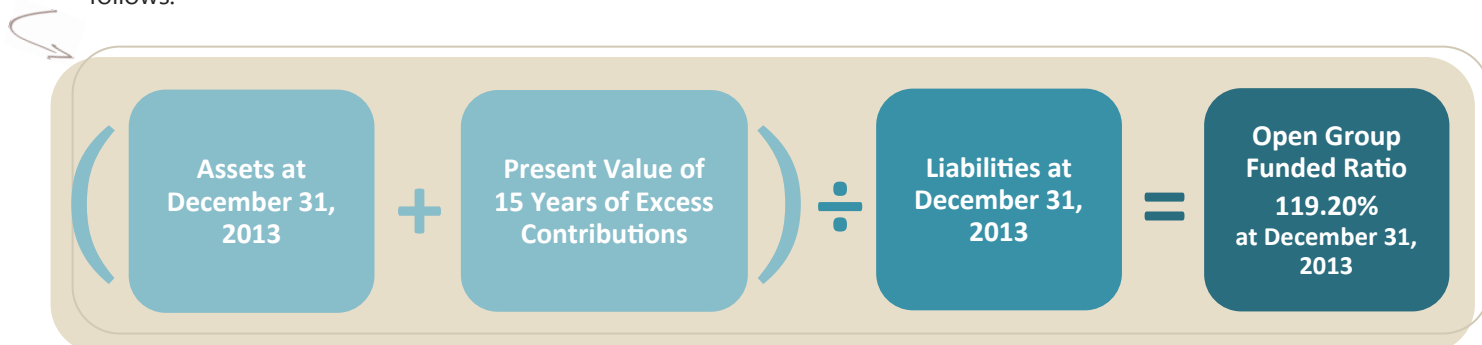 follows:
(
Assets at
December 31,
2013
+
Present Value of
15 Years of Excess
Contributions
)
÷
Liabilities at
December 31,
2013
=
Open Group
Funded Ratio
119.20%
at December 31,
2013